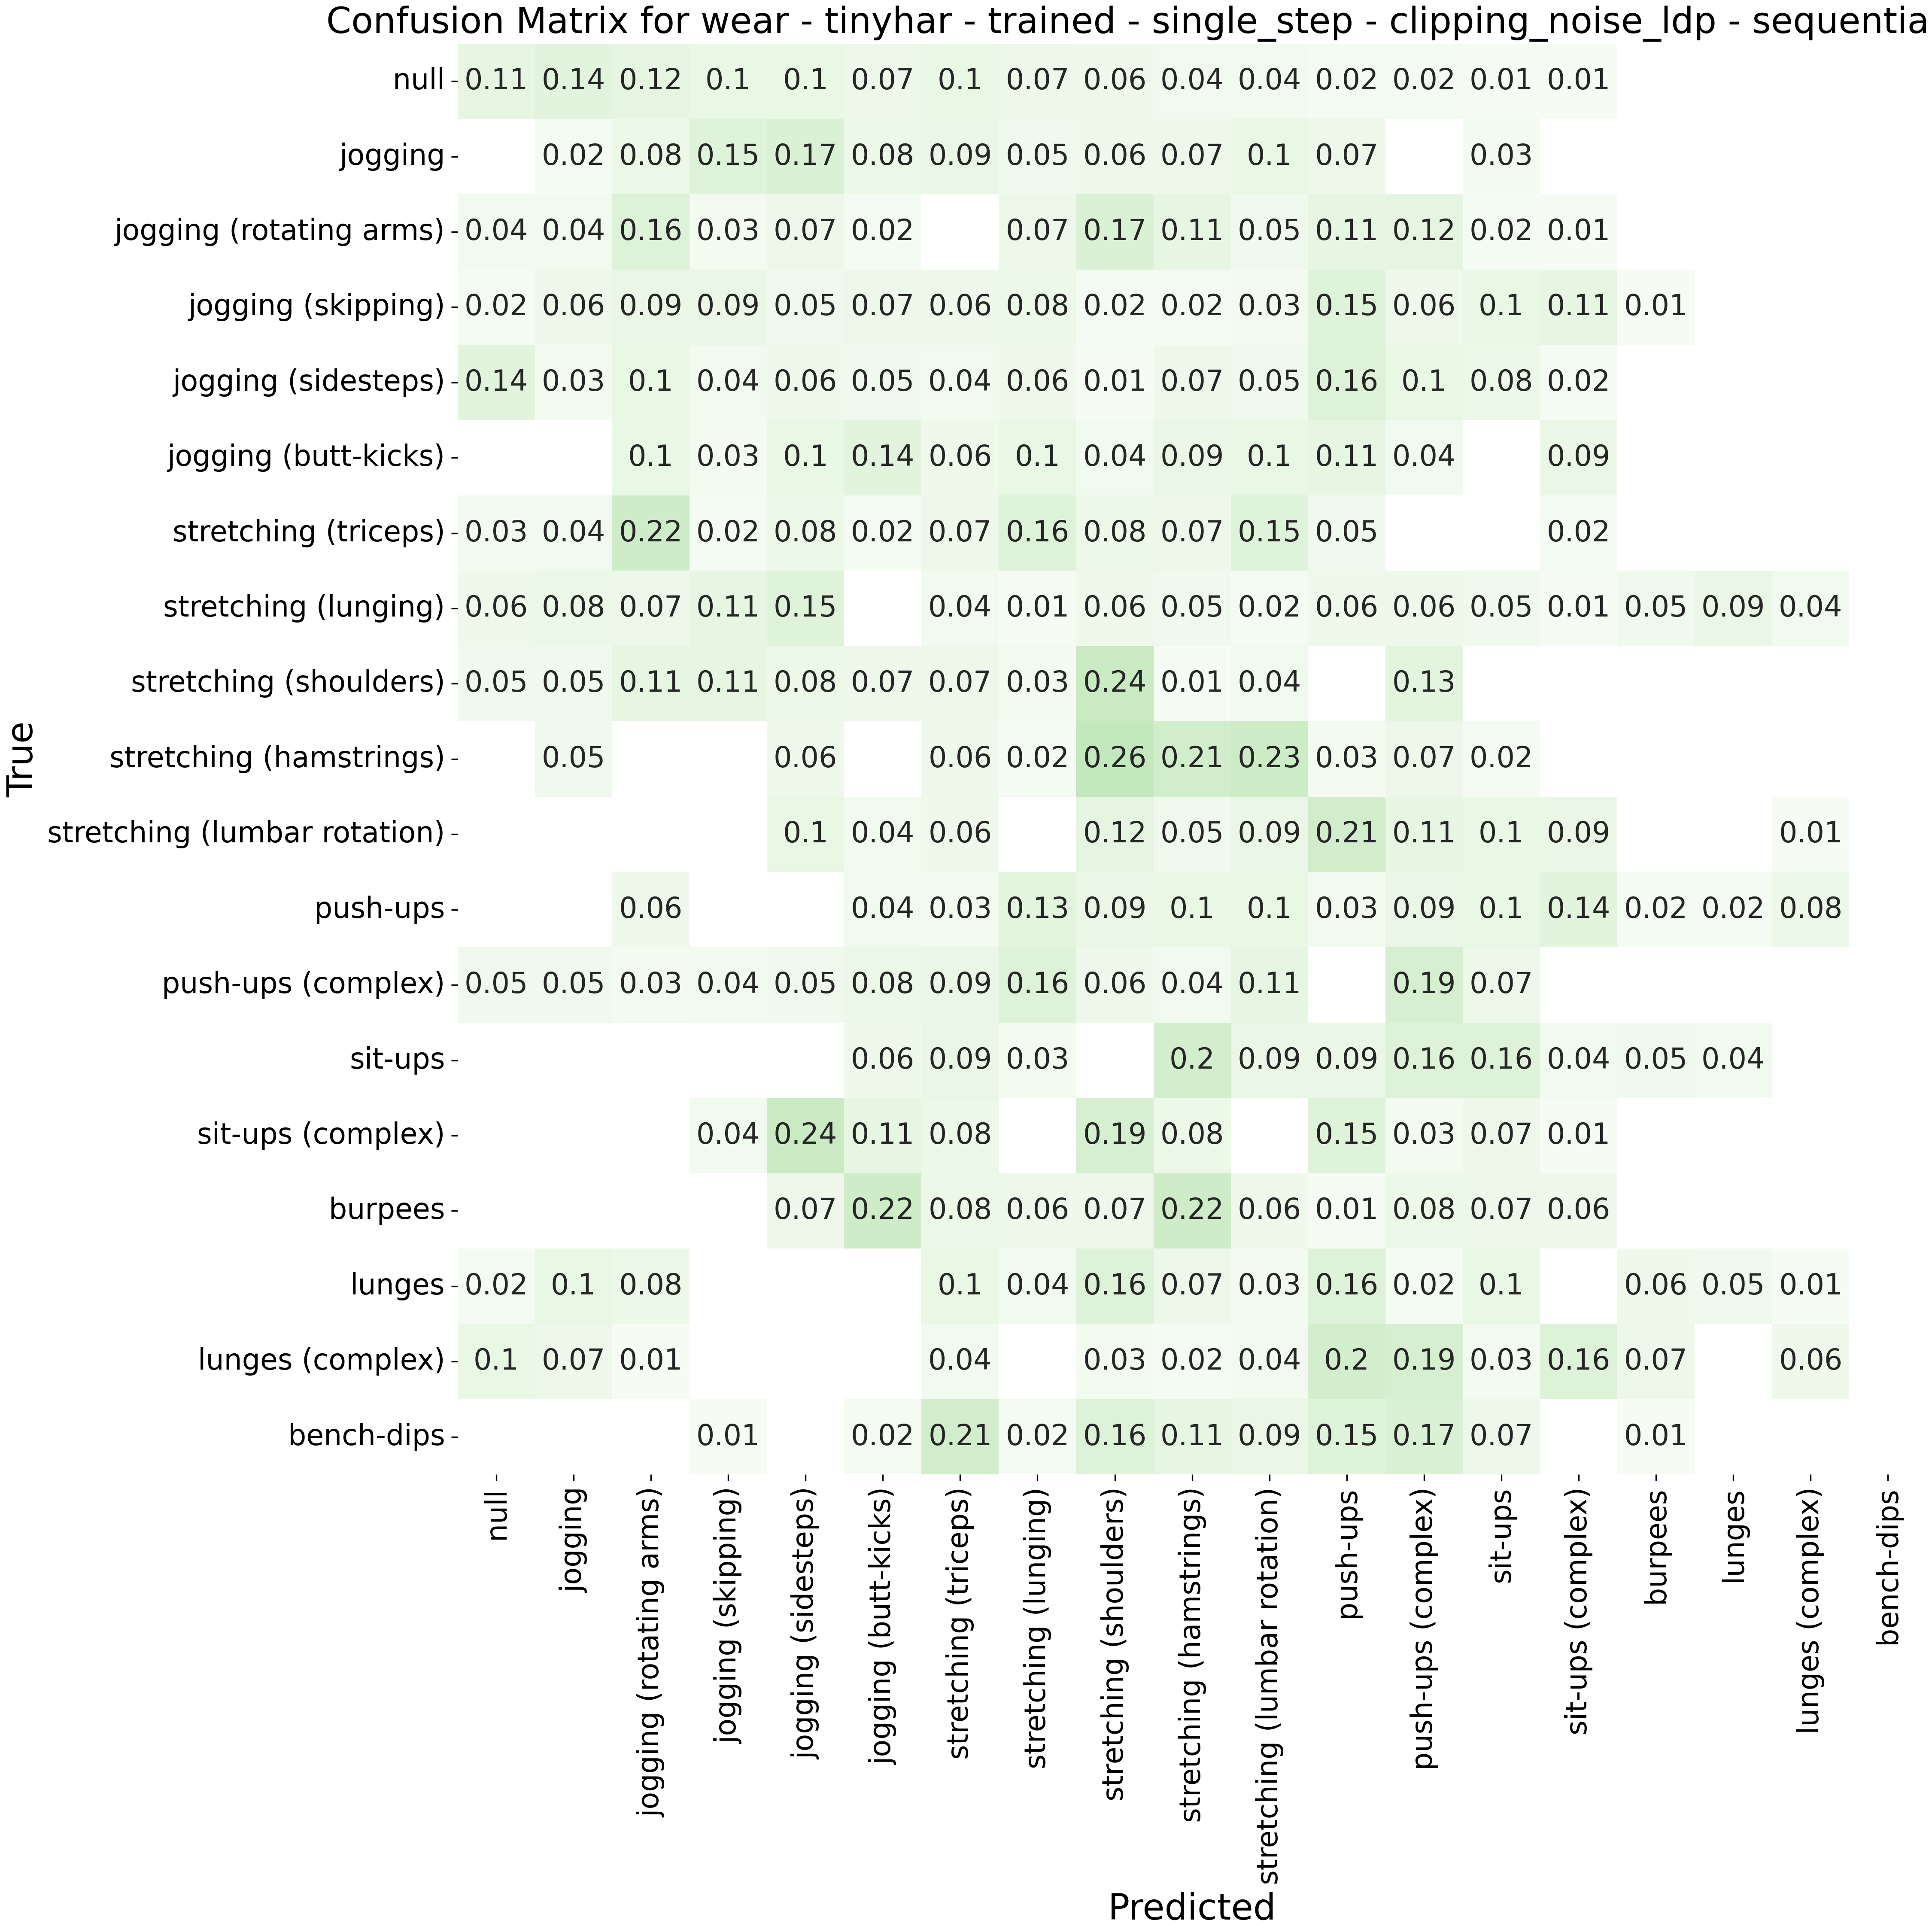 Confusion Matrix for wear - tinyhar - trained - single_step - clipping_noise_ldp - sequentia
null 0.11 0.14 0.12 0.1 0.1 0.07 0.1 0.07 0.06 0.04 0.04 0.02 0.02 0.01 0.01
jogging 0.02 0.08 0.15 0.17 0.08 0.09 0.05 0.06 0.07 0.1 0.07 0.03
jogging (rotating arms) 0.04 0.04 0.16 0.03 0.07 0.02 0.07 0.17 0.11 0.05 0.11 0.12 0.02 0.01
jogging (skipping) 0.02 0.06 0.09 0.09 0.05 0.07 0.06 0.08 0.02 0.02 0.03 0.15 0.06 0.1 0.11 0.01
jogging (sidesteps) 0.14 0.03 0.1 0.04 0.06 0.05 0.04 0.06 0.01 0.07 0.05 0.16 0.1 0.08 0.02
jogging (butt-kicks) 0.1 0.03 0.1 0.14 0.06 0.1 0.04 0.09 0.1 0.11 0.04 0.09
stretching (triceps) 0.03 0.04 0.22 0.02 0.08 0.02 0.07 0.16 0.08 0.07 0.15 0.05 0.02
stretching (lunging) 0.06 0.08 0.07 0.11 0.15 0.04 0.01 0.06 0.05 0.02 0.06 0.06 0.05 0.01 0.05 0.09 0.04
stretching (shoulders) 0.05 0.05 0.11 0.11 0.08 0.07 0.07 0.03 0.24 0.01 0.04 0.13
stretching (hamstrings) 0.05 0.06 0.06 0.02 0.26 0.21 0.23 0.03 0.07 0.02
stretching (lumbar rotation) 0.1 0.04 0.06 0.12 0.05 0.09 0.21 0.11 0.1 0.09 0.01
push-ups 0.06 0.04 0.03 0.13 0.09 0.1 0.1 0.03 0.09 0.1 0.14 0.02 0.02 0.08
push-ups (complex) 0.05 0.05 0.03 0.04 0.05 0.08 0.09 0.16 0.06 0.04 0.11 0.19 0.07
sit-ups 0.06 0.09 0.03 0.2 0.09 0.09 0.16 0.16 0.04 0.05 0.04
sit-ups (complex) 0.04 0.24 0.11 0.08 0.19 0.08 0.15 0.03 0.07 0.01
burpees 0.07 0.22 0.08 0.06 0.07 0.22 0.06 0.01 0.08 0.07 0.06
lunges 0.02 0.1 0.08 0.1 0.04 0.16 0.07 0.03 0.16 0.02 0.1 0.06 0.05 0.01
lunges (complex) 0.1 0.07 0.01 0.04 0.03 0.02 0.04 0.2 0.19 0.03 0.16 0.07 0.06
bench-dips 0.01 0.02 0.21 0.02 0.16 0.11 0.09 0.15 0.17 0.07 0.01
True
null
jogging
jogging (rotating arms)
jogging (skipping)
jogging (sidesteps)
jogging (butt-kicks)
stretching (triceps)
stretching (lunging)
stretching (shoulders)
stretching (hamstrings)
stretching (lumbar rotation)
push-ups
push-ups (complex)
sit-ups
sit-ups (complex)
burpees
lunges
lunges (complex)
bench-dips
Predicted